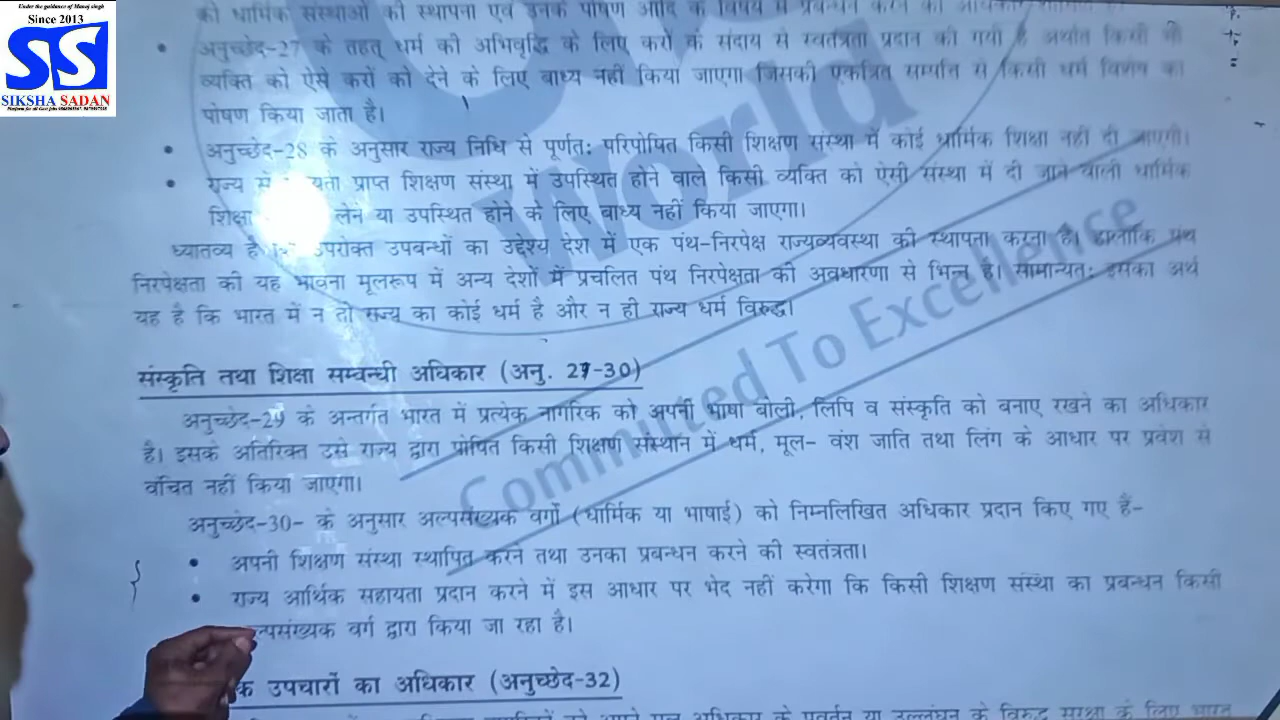 Under the guidance of Manoj singh
Since 2013
SS
SIKSHA SADAN
को धार्मिक संस्थाओं की स्थापना एवं उनके पोषण आदि के विषय में प्रबन्धन करने का
अनुच्छेद-27 के तहत् धर्म की अभिवृद्धि के लिए करों के संदाय से स्वतंत्रता प्रदान की गयी है अर्थात किसी भी
व्यक्ति को ऐसे करों को देने के लिए बाध्य नहीं किया जाएगा जिसकी एकत्रित सम्पत्ति से किसी धर्म विशेष का
पोषण किया जाता है।
अनुच्छेद-28 के अनुसार राज्य निधि से पूर्णत: परिपोषित किसी शिक्षण संस्था में कोई धार्मिक शिक्षा नहीं दी जाएगी।
राज्य प्राप्त शिक्षण संस्था में उपस्थित होने वाले किसी व्यक्ति को ऐसी संस्था में दी जाने वाली धार्मिक
शिक्षा लेने या उपस्थित होने के लिए बाध्य नहीं किया जाएगा।
ध्यातव्य है उपरोक्त उपबन्धों का उद्देश्य देश में एक पंथ-निरपेक्ष राज्यव्यवस्था की स्थापना करना है। हालांकि पंथ
निरपेक्षता की यह भावना मूलरूप में अन्य देशों में प्रचलित पंथ निरपेक्षता की अवधारणा से भिन्न है। सामान्यत: इसका अर्थ
यह है कि भारत में न तो राज्य का कोई धर्म है और न ही राज्य धर्म विरुद्ध।
World
Committed To Excellence
संस्कृति तथा शिक्षा सम्बन्धी अधिकार (अनु. 29-30)
अनुच्छेद-29 के अन्तर्गत भारत में प्रत्येक नागरिक को अपनी भाषा बोली, लिपि व संस्कृति को बनाए रखने का अधिकार
है। इसके अतिरिक्त उसे राज्य द्वारा पोषित किसी शिक्षण संस्थान में धर्म, मूल- वंश जाति तथा लिंग के आधार पर प्रवेश से
वंचित नहीं किया जाएगा।
अनुच्छेद-30- के अनुसार अल्पसंख्यक वर्गों (धार्मिक या भाषाई) को निम्नलिखित अधिकार प्रदान किए गए हैं-
अपनी शिक्षण संस्था स्थापित करने तथा उनका प्रबन्धन करने की स्वतंत्रता।
राज्य आर्थिक सहायता प्रदान करने में इस आधार पर भेद नहीं करेगा कि किसी शिक्षण संस्था का प्रबन्धन किसी
ल्पसंख्यक वर्ग द्वारा किया जा रहा है।
क उपचारों का अधिकार (अनुच्छेद-32)